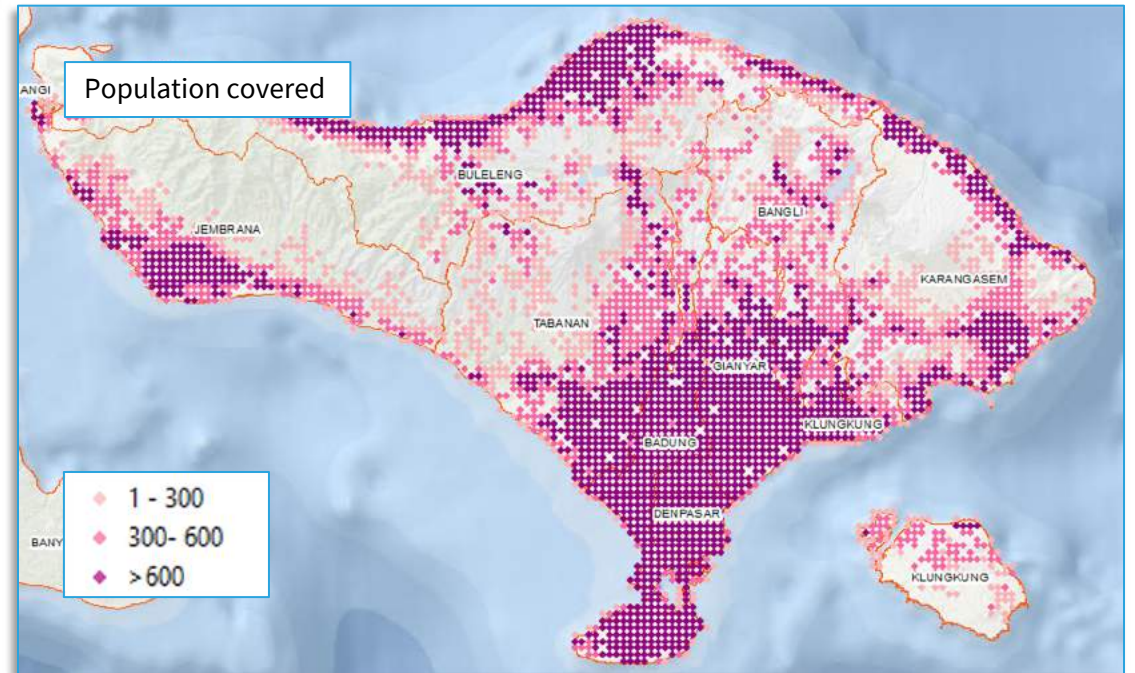 ANGI
Population covered
BULELENG
JEMBRANA
BANGLI
KARANGASEM
TABANAN
GIANYAR
KLUNGKUNG
BADUNG
1 - 300
DENPASAR
300- 600
BANY
>600
KLUNGKUNG